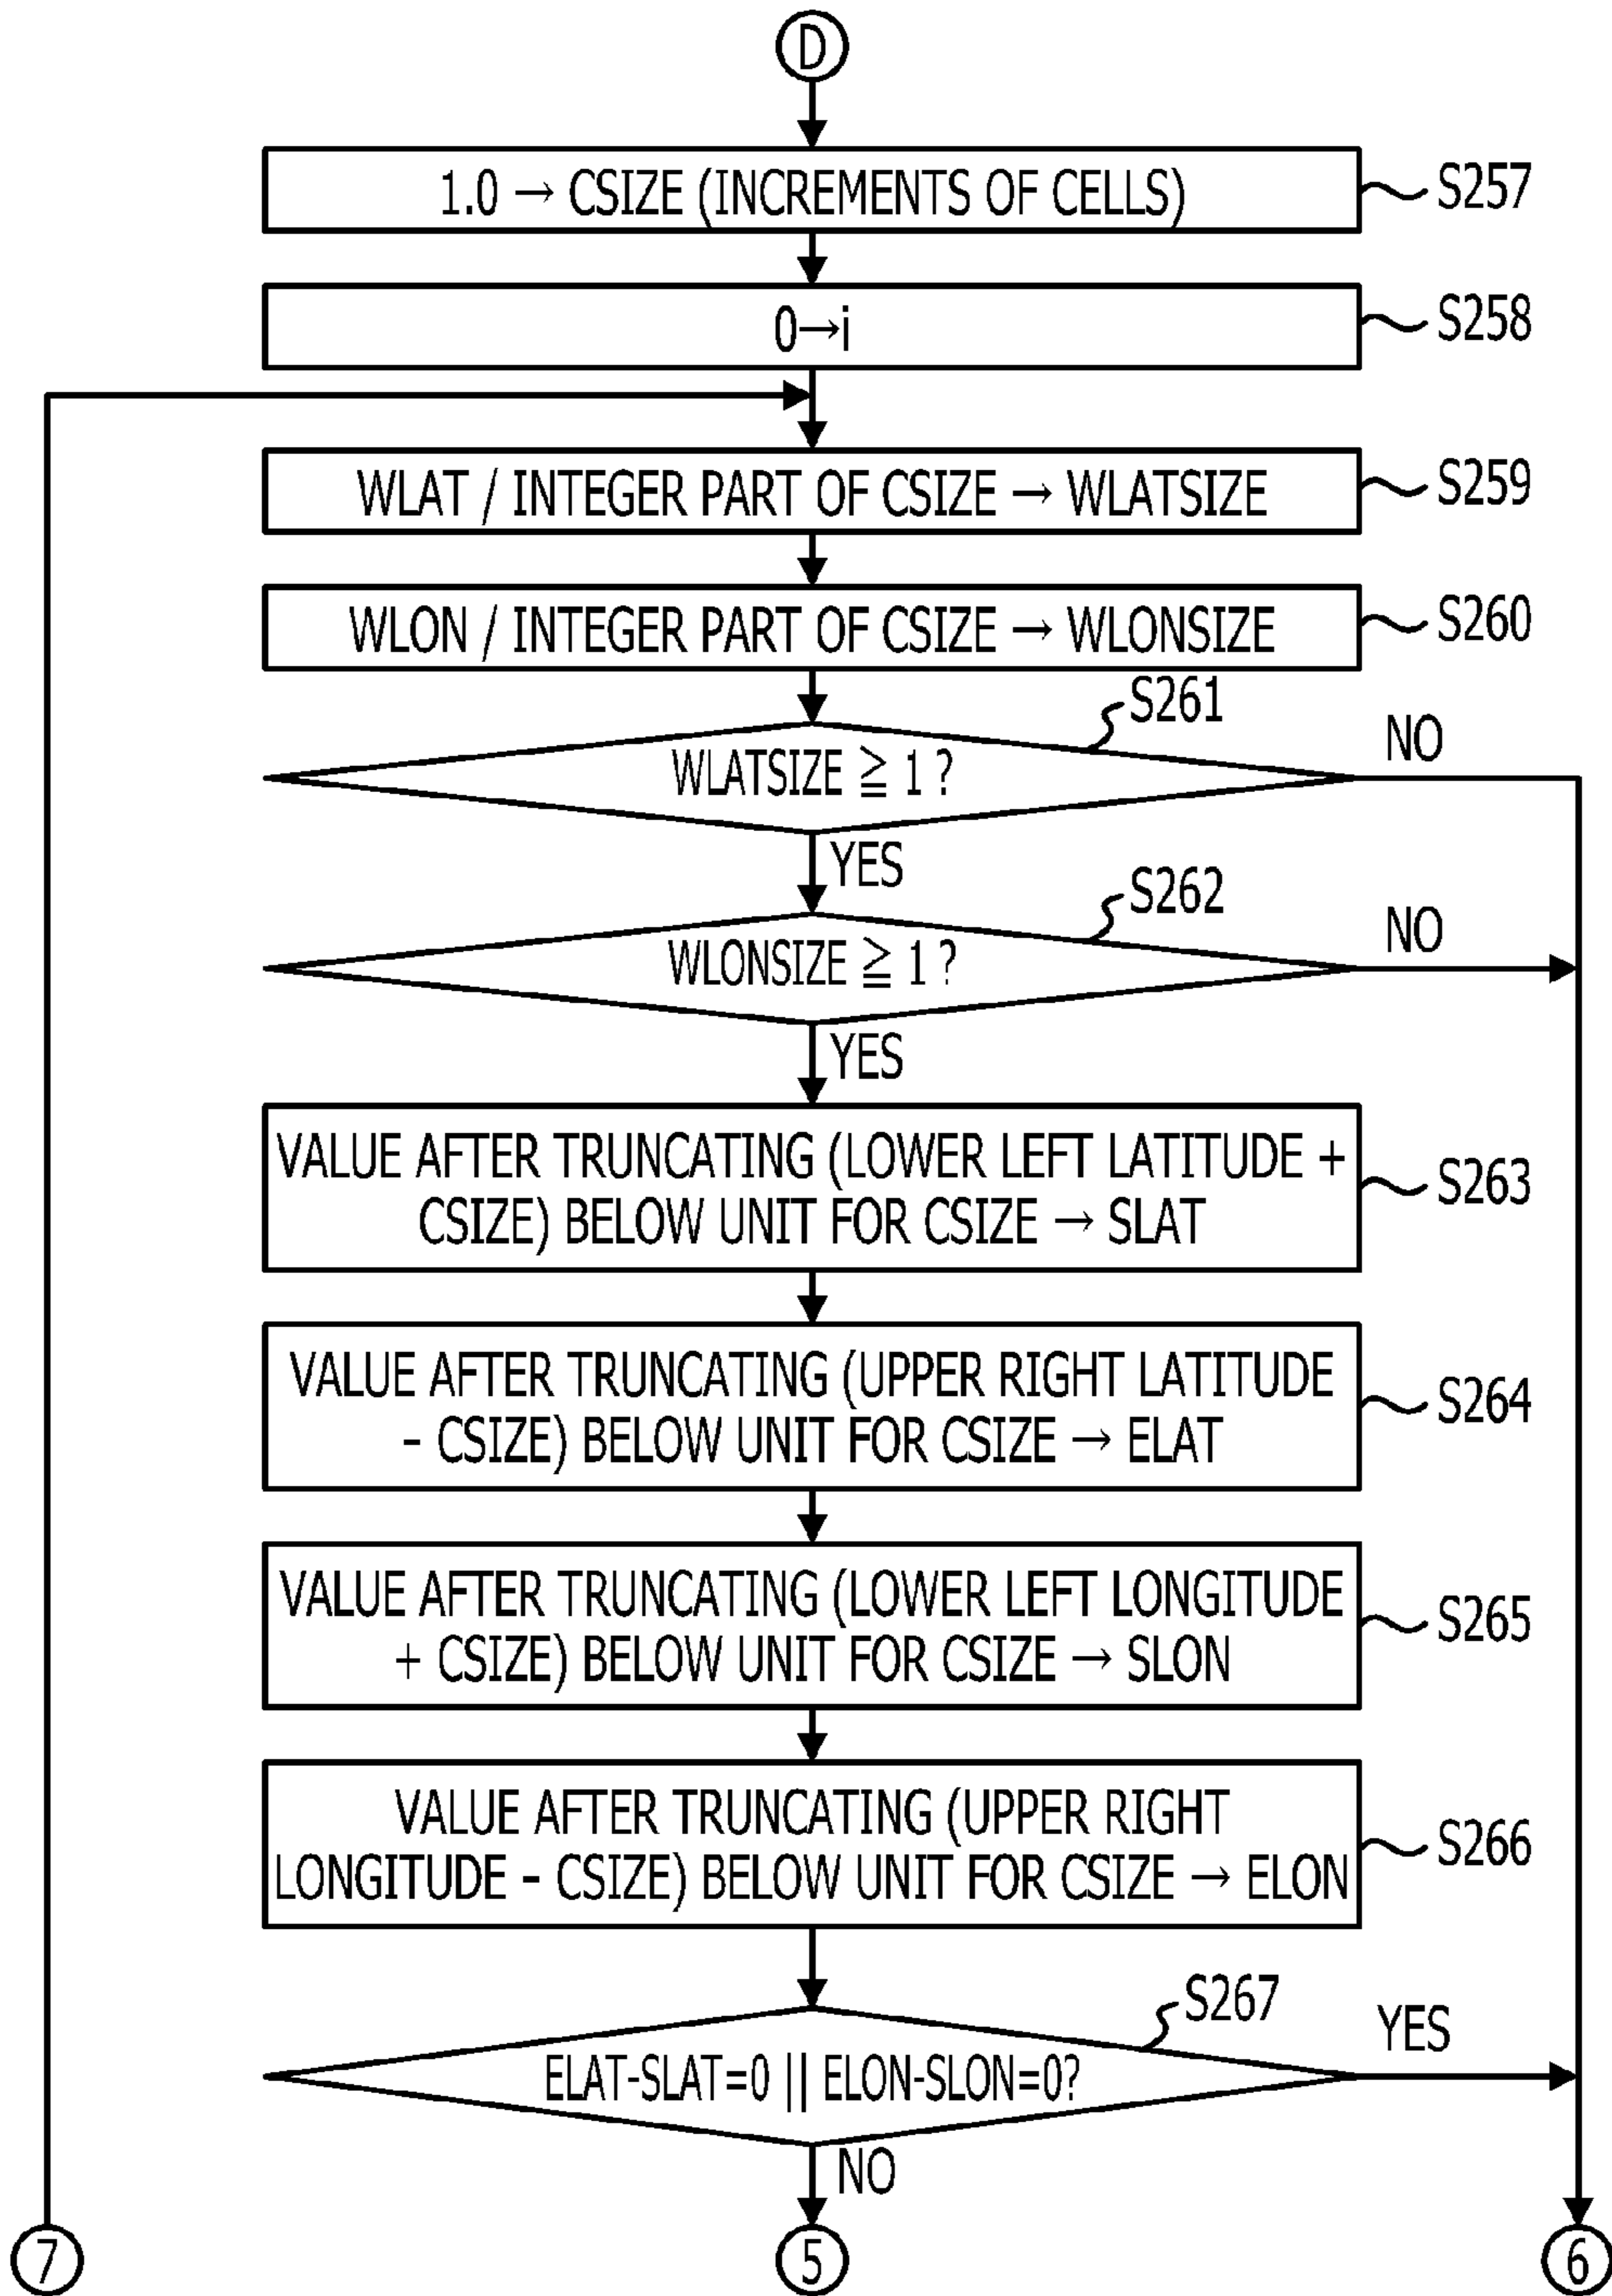 D
1.0 → CSIZE (INCREMENTS OF CELLS)
S257
0→i
S258
WLAT / INTEGER PART OF CSIZE → WLATSIZE
S259
WLON / INTEGER PART OF CSIZE → WLONSIZE
S260
S261
WLATSIZE ≧ 1 ?
NO
YES
S262
WLONSIZE ≧ 1 ?
NO
YES
VALUE AFTER TRUNCATING (LOWER LEFT LATITUDE +
CSIZE) BELOW UNIT FOR CSIZE → SLAT
S263
VALUE AFTER TRUNCATING (UPPER RIGHT LATITUDE
- CSIZE) BELOW UNIT FOR CSIZE → ELAT
S264
VALUE AFTER TRUNCATING (LOWER LEFT LONGITUDE
+ CSIZE) BELOW UNIT FOR CSIZE → SLON
S265
VALUE AFTER TRUNCATING (UPPER RIGHT
LONGITUDE - CSIZE) BELOW UNIT FOR CSIZE → ELON
S266
S267
ELAT-SLAT=0 || ELON-SLON=0?
YES
NO
7
5
6